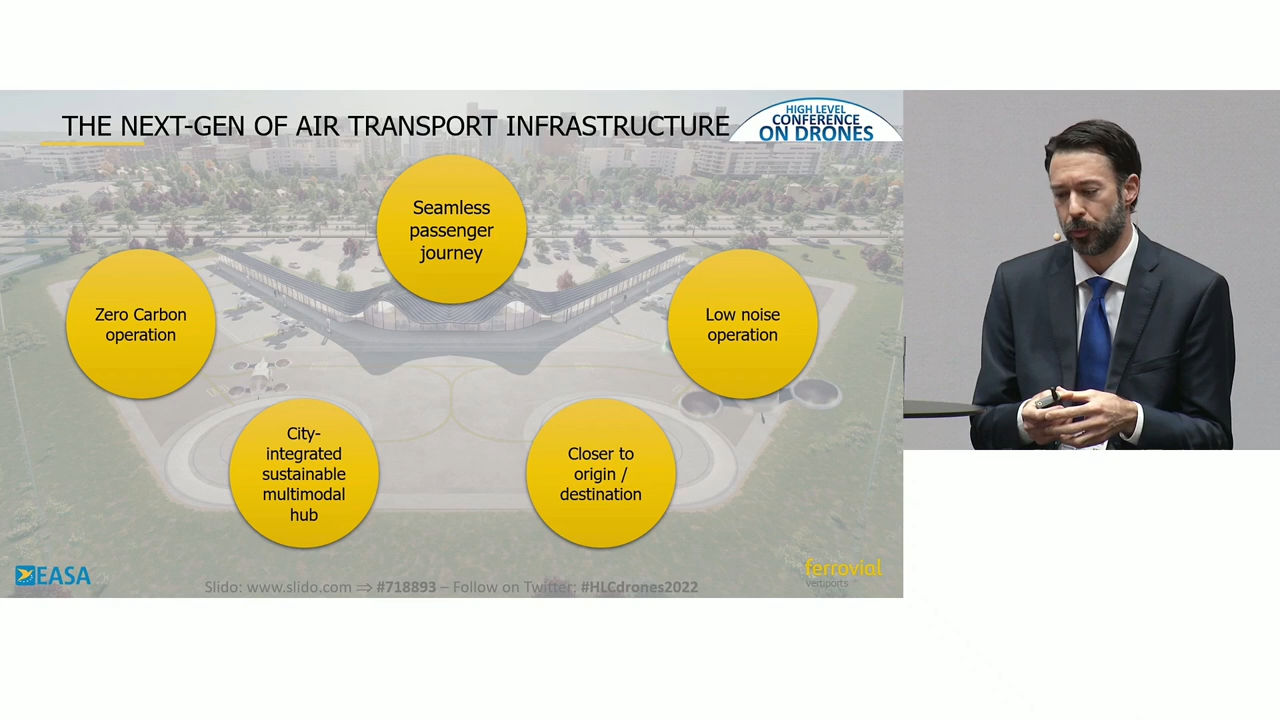 THE NEXT-GEN OF AIR TRANSPORT INFRASTRUCTURE
HIGH LEVEL
CONFERENCE
ON DRONES
Seamless
passenger
journey
Zero Carbon
operation
Low noise
operation
City-
integrated
sustainable
multimodal
hub
Closer to
origin /
destination
EASA
Slido: www.slido.com ⇒ #718893 – Follow on Twitter: #HLCdrones2022
ferrovial
vertiports